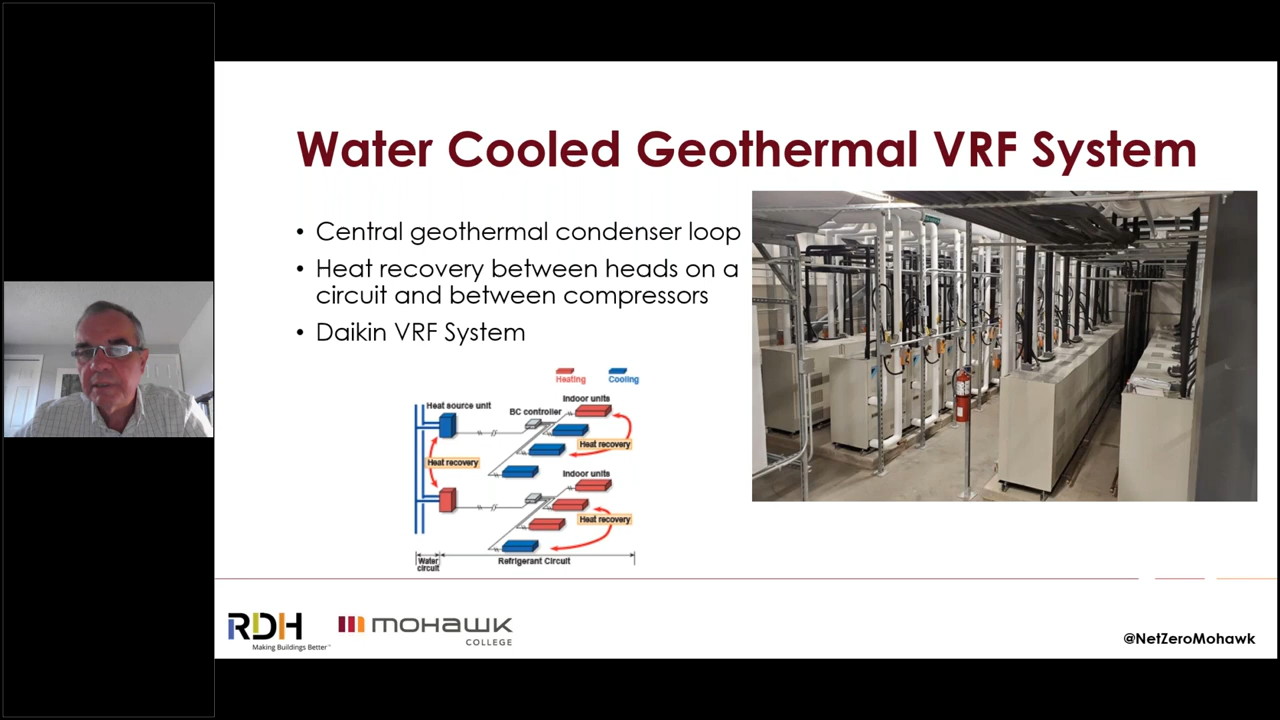 Water Cooled Geothermal VRF System
• Central geothermal condenser loop
• Heat recovery between heads on a
circuit and between compressors
• Daikin VRF System
Heating
Cooling
Heat source unit
BC controller
Indoor units
Heat recovery
Heat recovery
Indoor units
Heat recovery
Water
circuit
Refrigerant Circuit
RDH
Making Buildings Better™
mohawk
COLLEGE
@NetZeroMohawk